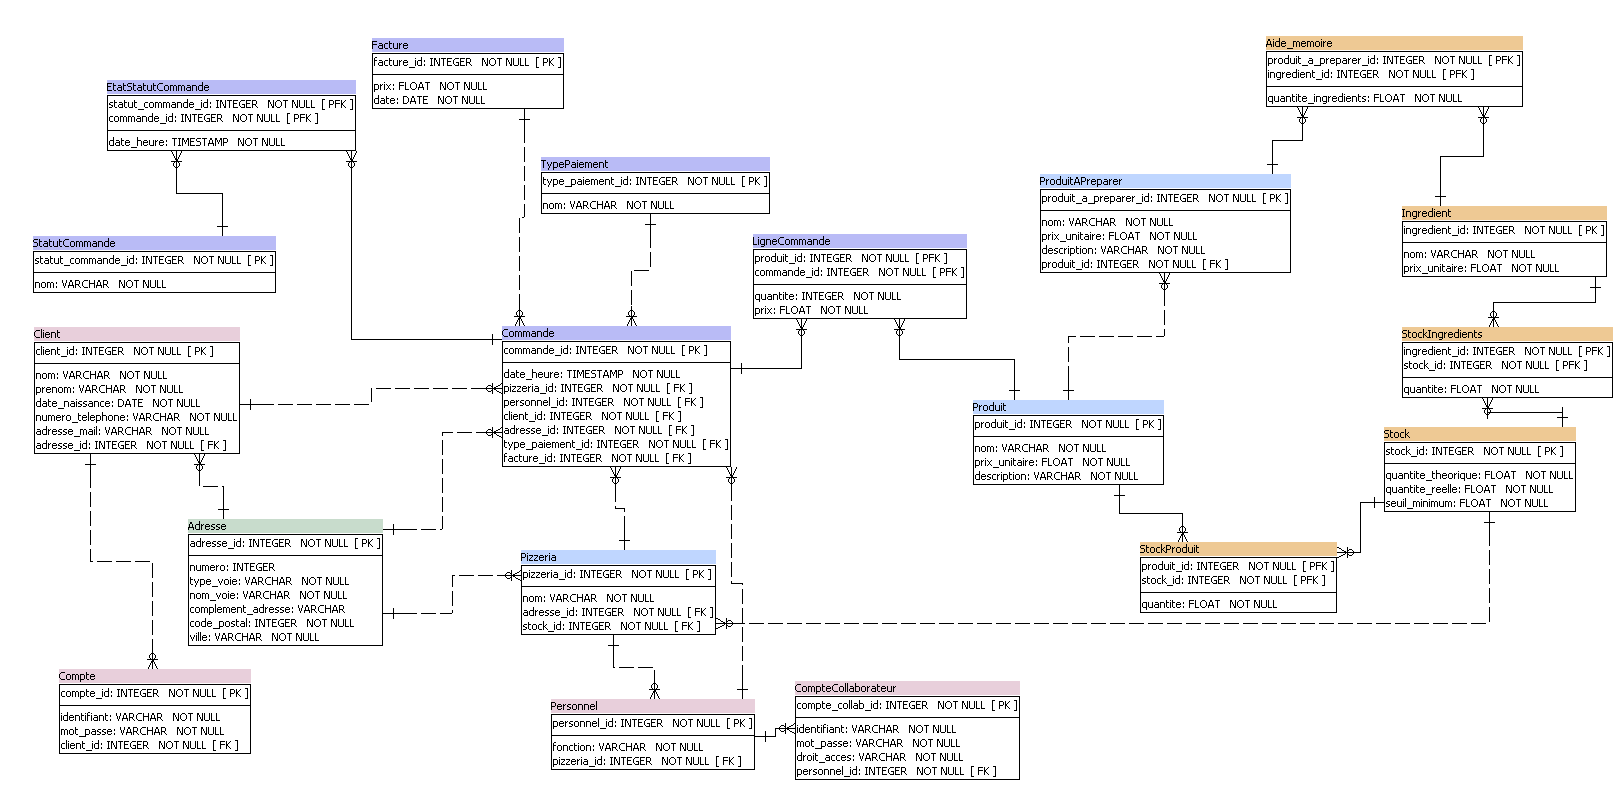 Facture
facture_id: INTEGER NOT NULL [ PK ]
prix: FLOAT NOT NULL
date: DATE NOT NULL
Aide_memoire
produit_a_preparer_id: INTEGER NOT NULL [ PFK ]
ingredient_id: INTEGER NOT NULL [ PFK ]
quantite_ingredients: FLOAT NOT NULL
EtatStatutCommande
statut_commande_id: INTEGER NOT NULL [ PFK ]
commande_id: INTEGER NOT NULL [ PFK ]
date_heure: TIMESTAMP NOT NULL
TypePaiement
type_paiement_id: INTEGER NOT NULL [ PK ]
nom: VARCHAR NOT NULL
ProduitAPreparer
produit_a_preparer_id: INTEGER NOT NULL [ PK ]
nom: VARCHAR NOT NULL
prix_unitaire: FLOAT NOT NULL
description: VARCHAR NOT NULL
produit_id: INTEGER NOT NULL [ FK ]
Ingredient
ingredient_id: INTEGER NOT NULL [ PK ]
nom: VARCHAR NOT NULL
prix_unitaire: FLOAT NOT NULL
StatutCommande
statut_commande_id: INTEGER NOT NULL [ PK ]
nom: VARCHAR NOT NULL
LigneCommande
produit_id: INTEGER NOT NULL [ PFK ]
commande_id: INTEGER NOT NULL [ PFK ]
quantite: INTEGER NOT NULL
prix: FLOAT NOT NULL
Client
client_id: INTEGER NOT NULL [ PK ]
nom: VARCHAR NOT NULL
prenom: VARCHAR NOT NULL
date_naissance: DATE NOT NULL
numero_telephone: VARCHAR NOT NULL
adresse_mail: VARCHAR NOT NULL
adresse_id: INTEGER NOT NULL [ FK ]
Commande
commande_id: INTEGER NOT NULL [ PK ]
date_heure: TIMESTAMP NOT NULL
pizzeria_id: INTEGER NOT NULL [ FK ]
personnel_id: INTEGER NOT NULL [ FK ]
client_id: INTEGER NOT NULL [ FK ]
adresse_id: INTEGER NOT NULL [ FK ]
type_paiement_id: INTEGER NOT NULL [ FK ]
facture_id: INTEGER NOT NULL [ FK ]
StockIngredients
ingredient_id: INTEGER NOT NULL [ PFK ]
stock_id: INTEGER NOT NULL [ PFK ]
quantite: FLOAT NOT NULL
Produit
produit_id: INTEGER NOT NULL [ PK ]
nom: VARCHAR NOT NULL
prix_unitaire: FLOAT NOT NULL
description: VARCHAR NOT NULL
Stock
stock_id: INTEGER NOT NULL [ PK ]
quantite_theorique: FLOAT NOT NULL
quantite_reelle: FLOAT NOT NULL
seuil_minimum: FLOAT NOT NULL
Adresse
adresse_id: INTEGER NOT NULL [ PK ]
numero: INTEGER
type_voie: VARCHAR NOT NULL
nom_voie: VARCHAR NOT NULL
complement_adresse: VARCHAR
code_postal: INTEGER NOT NULL
ville: VARCHAR NOT NULL
Pizzeria
pizzeria_id: INTEGER NOT NULL [ PK ]
nom: VARCHAR NOT NULL
adresse_id: INTEGER NOT NULL [ FK ]
stock_id: INTEGER NOT NULL [ FK ]
StockProduit
produit_id: INTEGER NOT NULL [ PFK ]
stock_id: INTEGER NOT NULL [ PFK ]
quantite: FLOAT NOT NULL
Compte
compte_id: INTEGER NOT NULL [ PK ]
identifiant: VARCHAR NOT NULL
mot_passe: VARCHAR NOT NULL
client_id: INTEGER NOT NULL [ FK ]
Personnel
personnel_id: INTEGER NOT NULL [ PK ]
fonction: VARCHAR NOT NULL
pizzeria_id: INTEGER NOT NULL [ FK ]
CompteCollaborateur
compte_collab_id: INTEGER NOT NULL [ PK ]
identifiant: VARCHAR NOT NULL
mot_passe: VARCHAR NOT NULL
droit_acces: VARCHAR NOT NULL
personnel_id: INTEGER NOT NULL [ FK ]